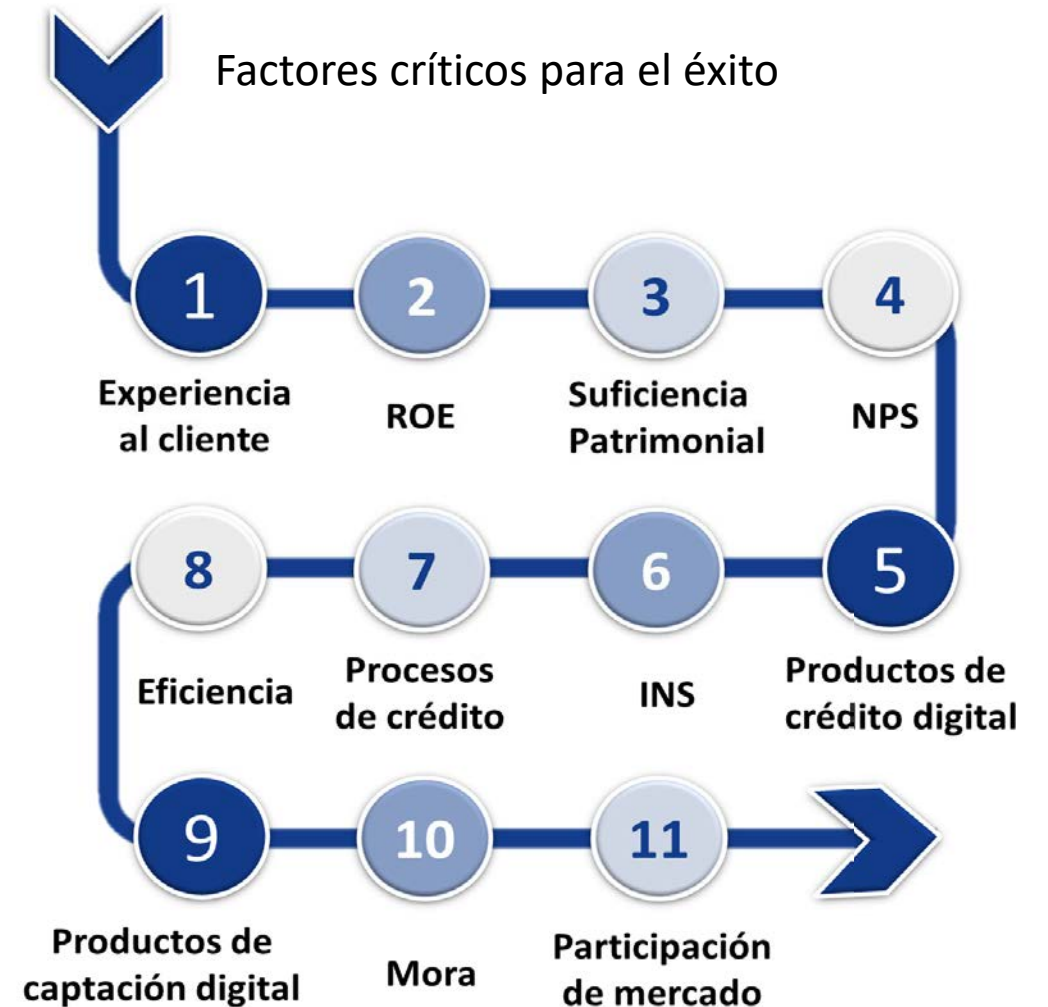 Factores críticos para el éxito
1
2
3
4
Experiencia
al cliente
ROE
Suficiencia
Patrimonial
NPS
8
7
6
5
Eficiencia
Procesos
de crédito
INS
Productos de
crédito digital
9
10
11
Productos de
captación digital
Mora
Participación
de mercado